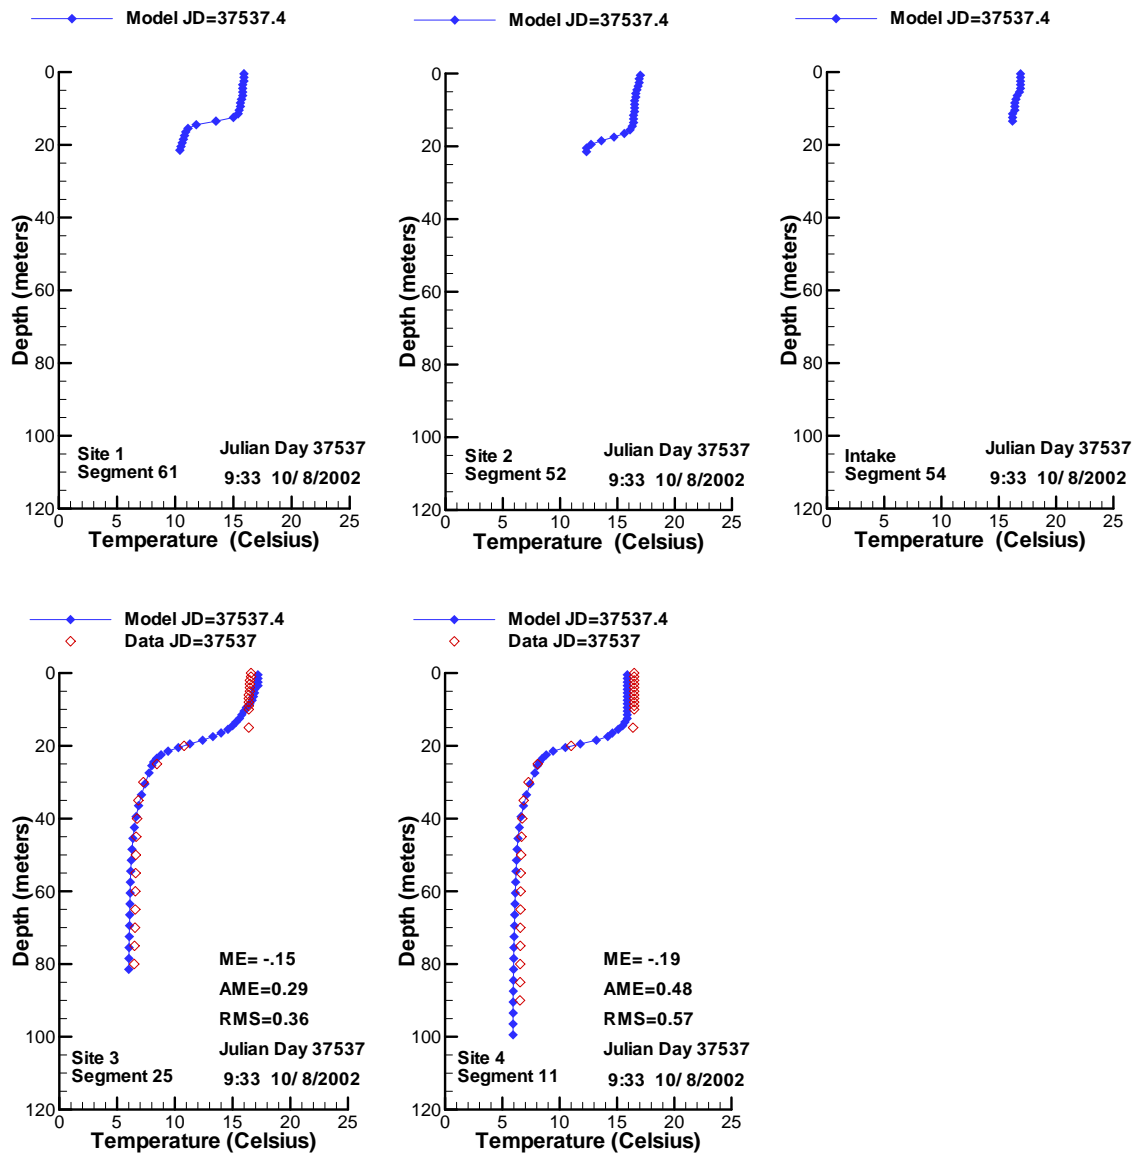 Model JD=37537.4
0
20
40
60
80
100
120
Depth (meters)
Site 1
Segment 61
Julian Day 37537
9:33 10/ 8/2002
0 5 10 15 20 25
Temperature (Celsius)
Model JD=37537.4
0
20
40
60
80
100
120
Depth (meters)
Site 2
Segment 52
Julian Day 37537
9:33 10/ 8/2002
0 5 10 15 20 25
Temperature (Celsius)
Model JD=37537.4
0
20
40
60
80
100
120
Depth (meters)
Intake
Segment 54
Julian Day 37537
9:33 10/ 8/2002
0 5 10 15 20 25
Temperature (Celsius)
Model JD=37537.4
Data JD=37537
0
20
40
60
80
100
120
Depth (meters)
ME= -.15
AME=0.29
RMS=0.36
Julian Day 37537
Site 3
Segment 25
9:33 10/ 8/2002
0 5 10 15 20 25
Temperature (Celsius)
Model JD=37537.4
Data JD=37537
0
20
40
60
80
100
120
Depth (meters)
ME= -.19
AME=0.48
RMS=0.57
Julian Day 37537
Site 4
Segment 11
9:33 10/ 8/2002
0 5 10 15 20 25
Temperature (Celsius)